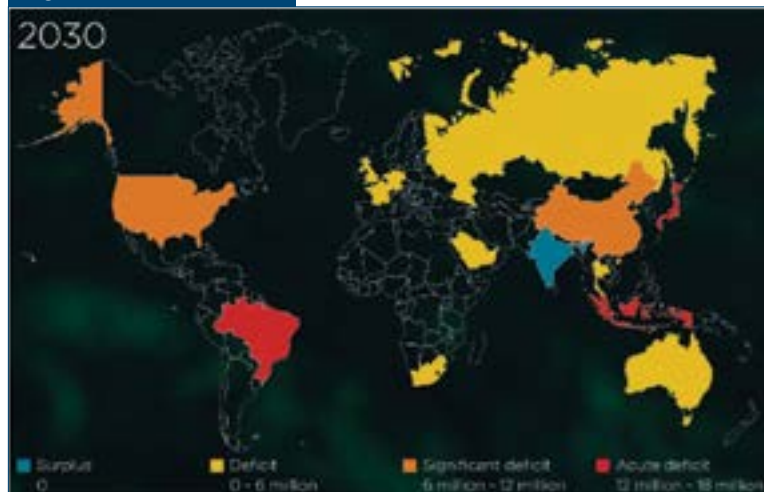 2030
Surplus
0
Deficit
0 - 6 million
Significant deficit
6 million - 12 million
Acute deficit
12 million - 18 million